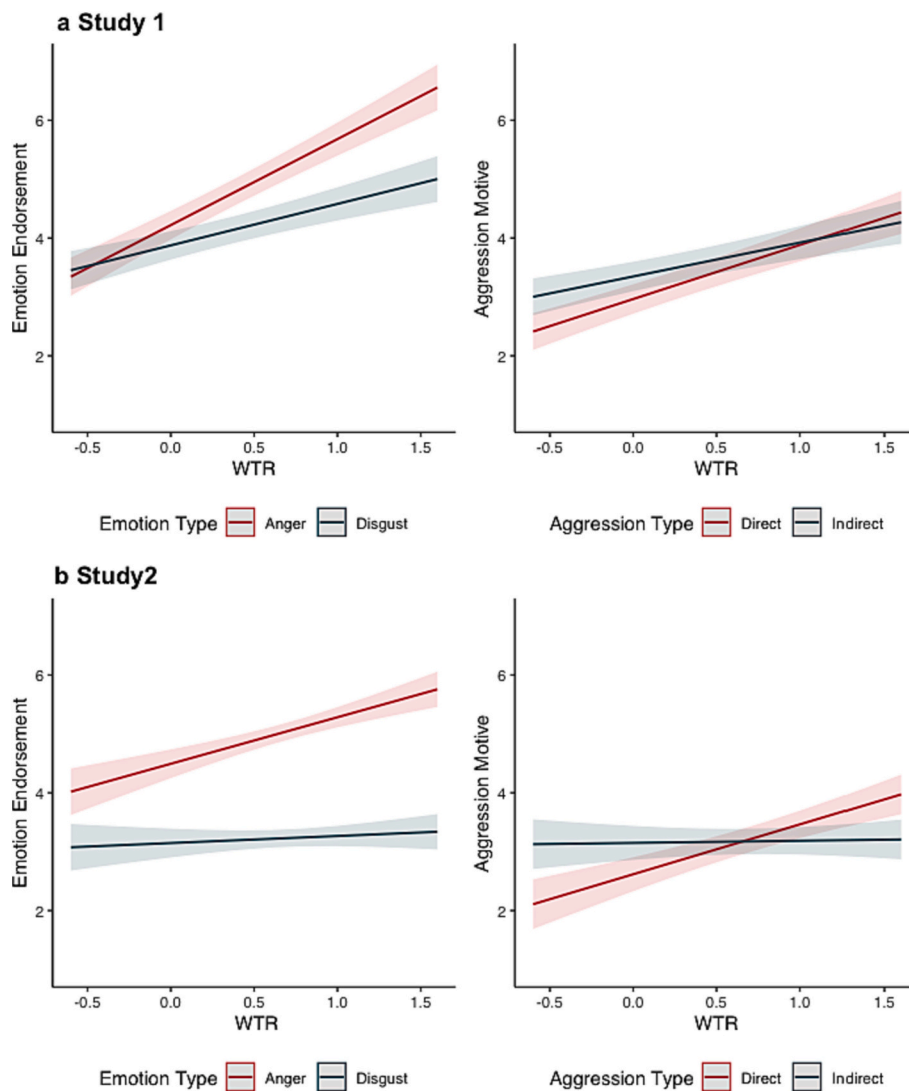 a Study 1
Emotion Endorsement
6
4
2
-0.5 0.0 0.5 1.0 1.5
WTR
Emotion Type Anger Disgust
Aggression Motive
6
4
2
-0.5 0.0 0.5 1.0 1.5
WTR
Aggression Type Direct Indirect
b Study2
Emotion Endorsement
6
4
2
-0.5 0.0 0.5 1.0 1.5
WTR
Emotion Type Anger Disgust
Aggression Motive
6
4
2
-0.5 0.0 0.5 1.0 1.5
WTR
Aggression Type Direct Indirect